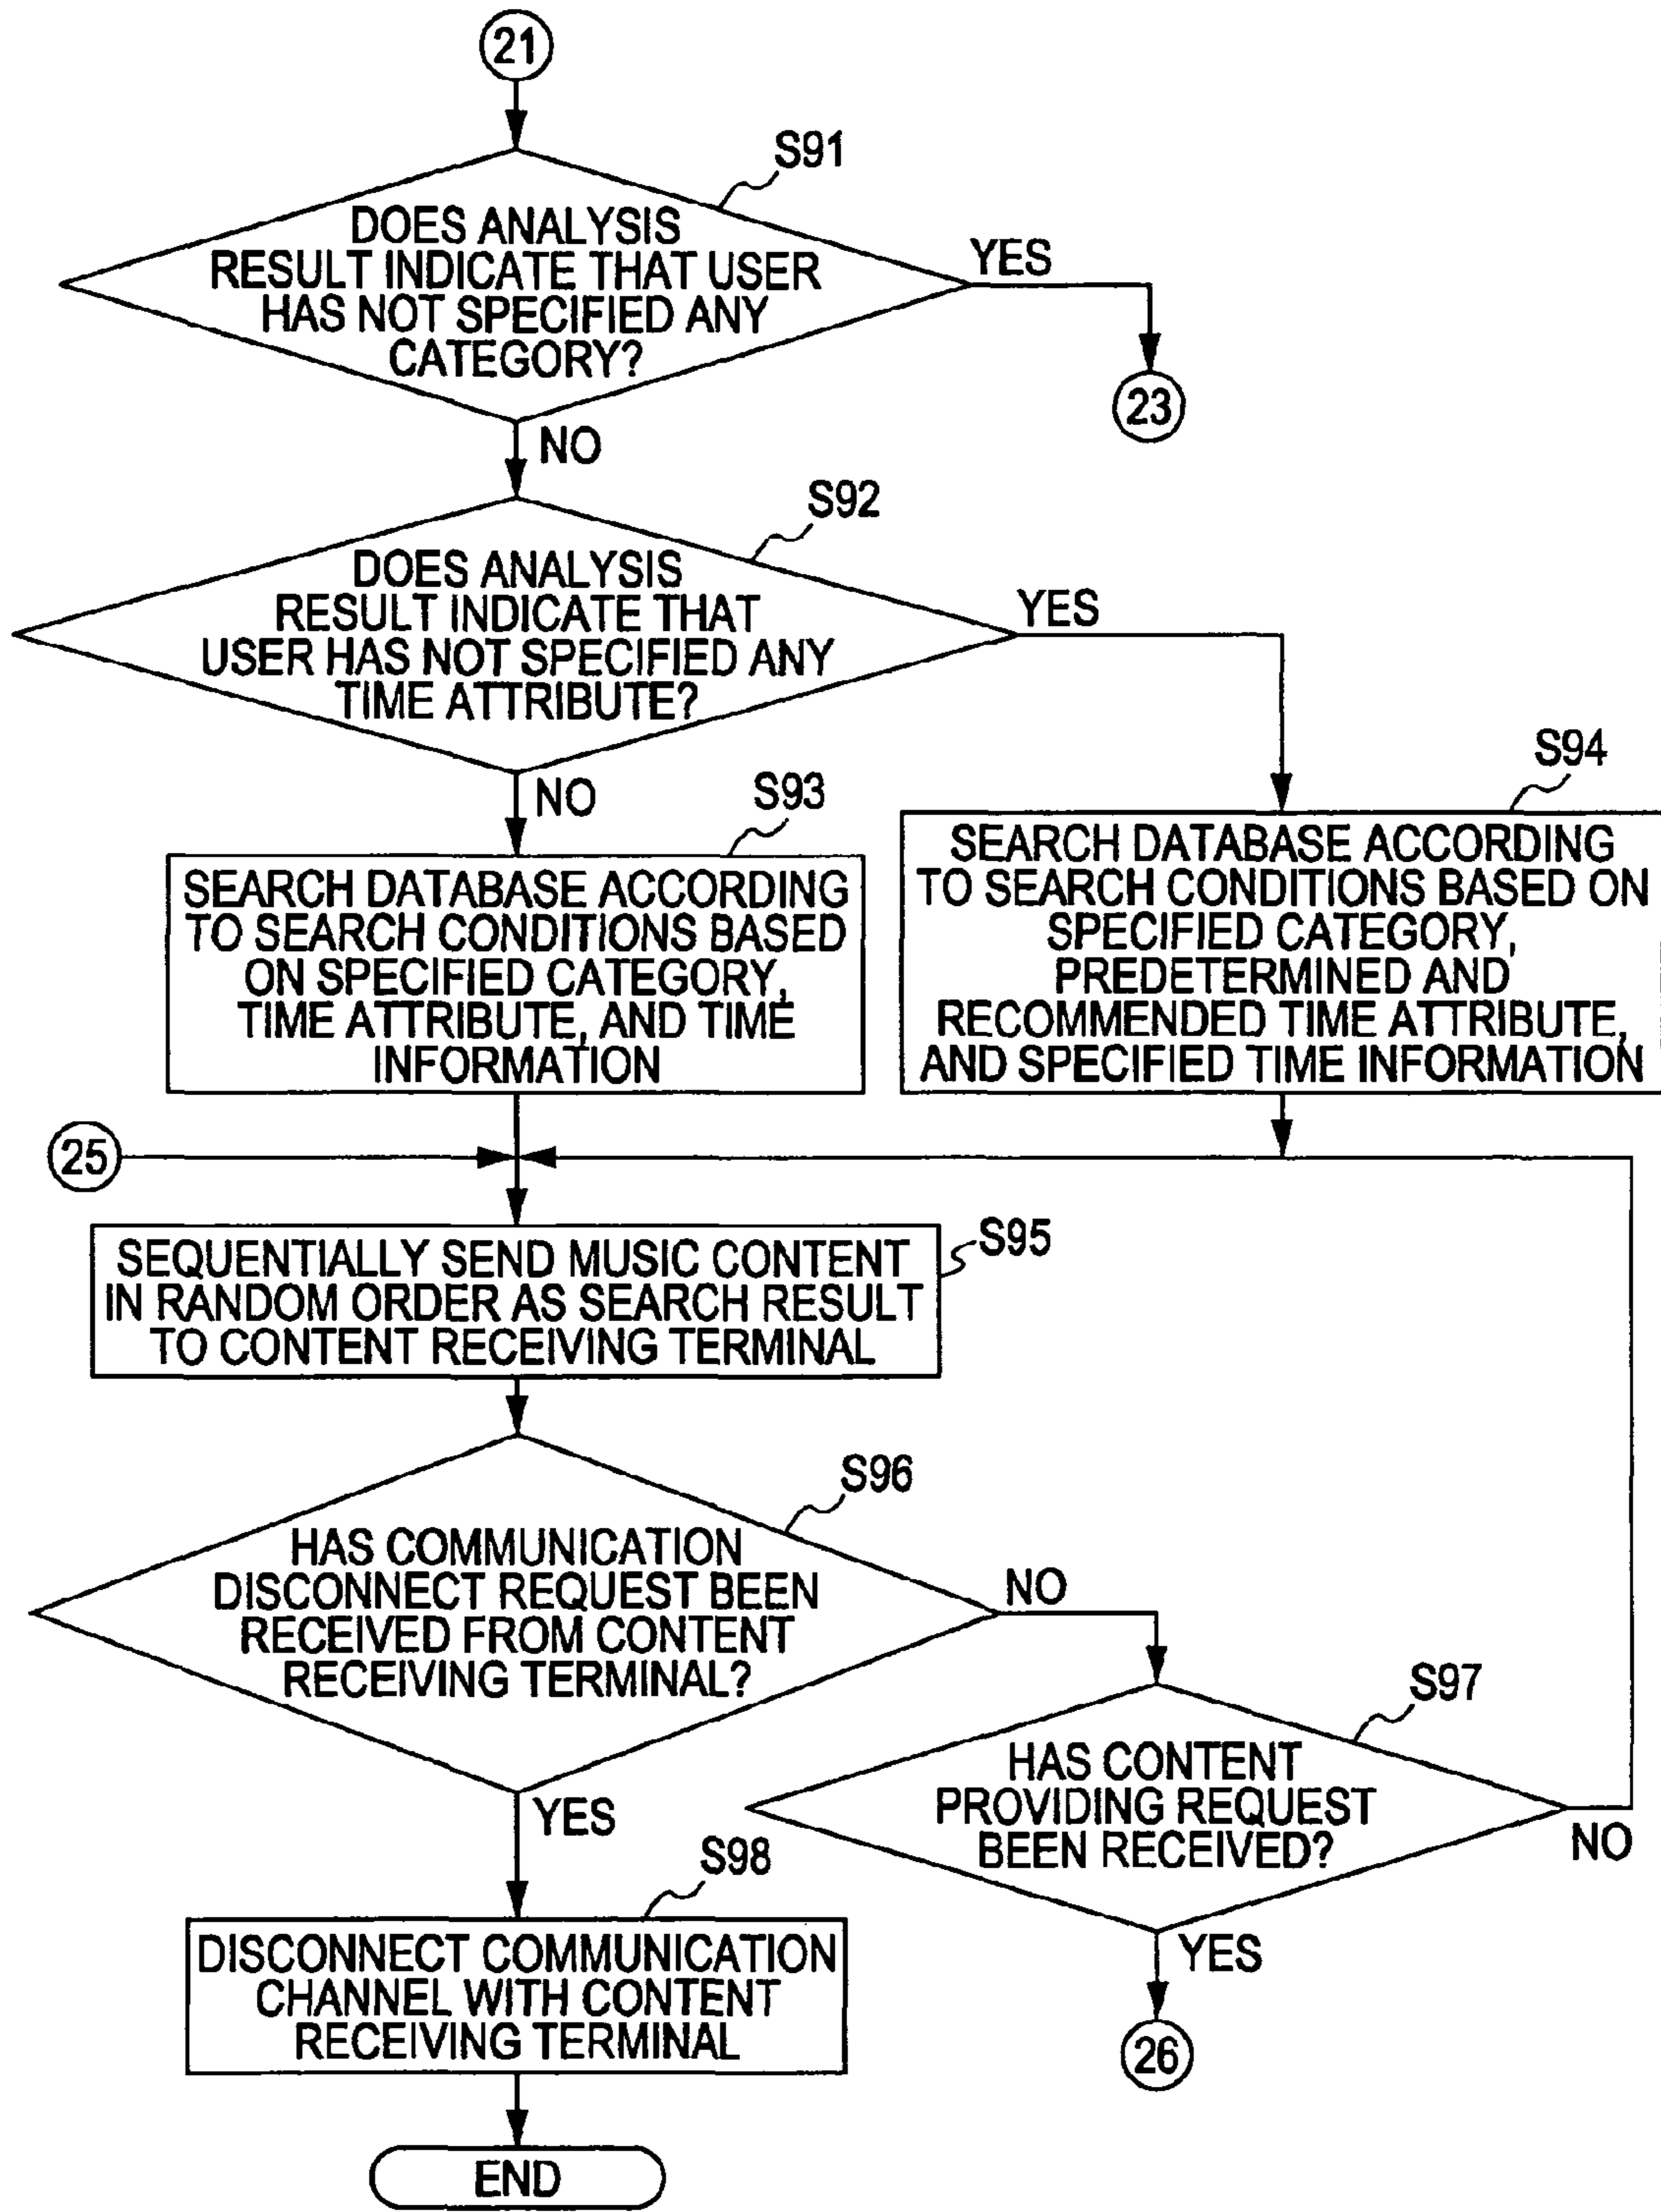 21
S91
DOES ANALYSIS
RESULT INDICATE THAT USER
HAS NOT SPECIFIED ANY
CATEGORY?
YES
23
NO
S92
DOES ANALYSIS
RESULT INDICATE THAT
USER HAS NOT SPECIFIED ANY
TIME ATTRIBUTE?
YES
NO
S93
SEARCH DATABASE ACCORDING
TO SEARCH CONDITIONS BASED
ON SPECIFIED CATEGORY,
TIME ATTRIBUTE, AND TIME
INFORMATION
S94
SEARCH DATABASE ACCORDING
TO SEARCH CONDITIONS BASED ON
SPECIFIED CATEGORY,
PREDETERMINED AND
RECOMMENDED TIME ATTRIBUTE,
AND SPECIFIED TIME INFORMATION
25
S95
SEQUENTIALLY SEND MUSIC CONTENT
IN RANDOM ORDER AS SEARCH RESULT
TO CONTENT RECEIVING TERMINAL
S96
HAS COMMUNICATION
DISCONNECT REQUEST BEEN
RECEIVED FROM CONTENT
RECEIVING TERMINAL?
NO
YES
S97
HAS CONTENT
PROVIDING REQUEST
BEEN RECEIVED?
NO
YES
26
S98
DISCONNECT COMMUNICATION
CHANNEL WITH CONTENT
RECEIVING TERMINAL
END